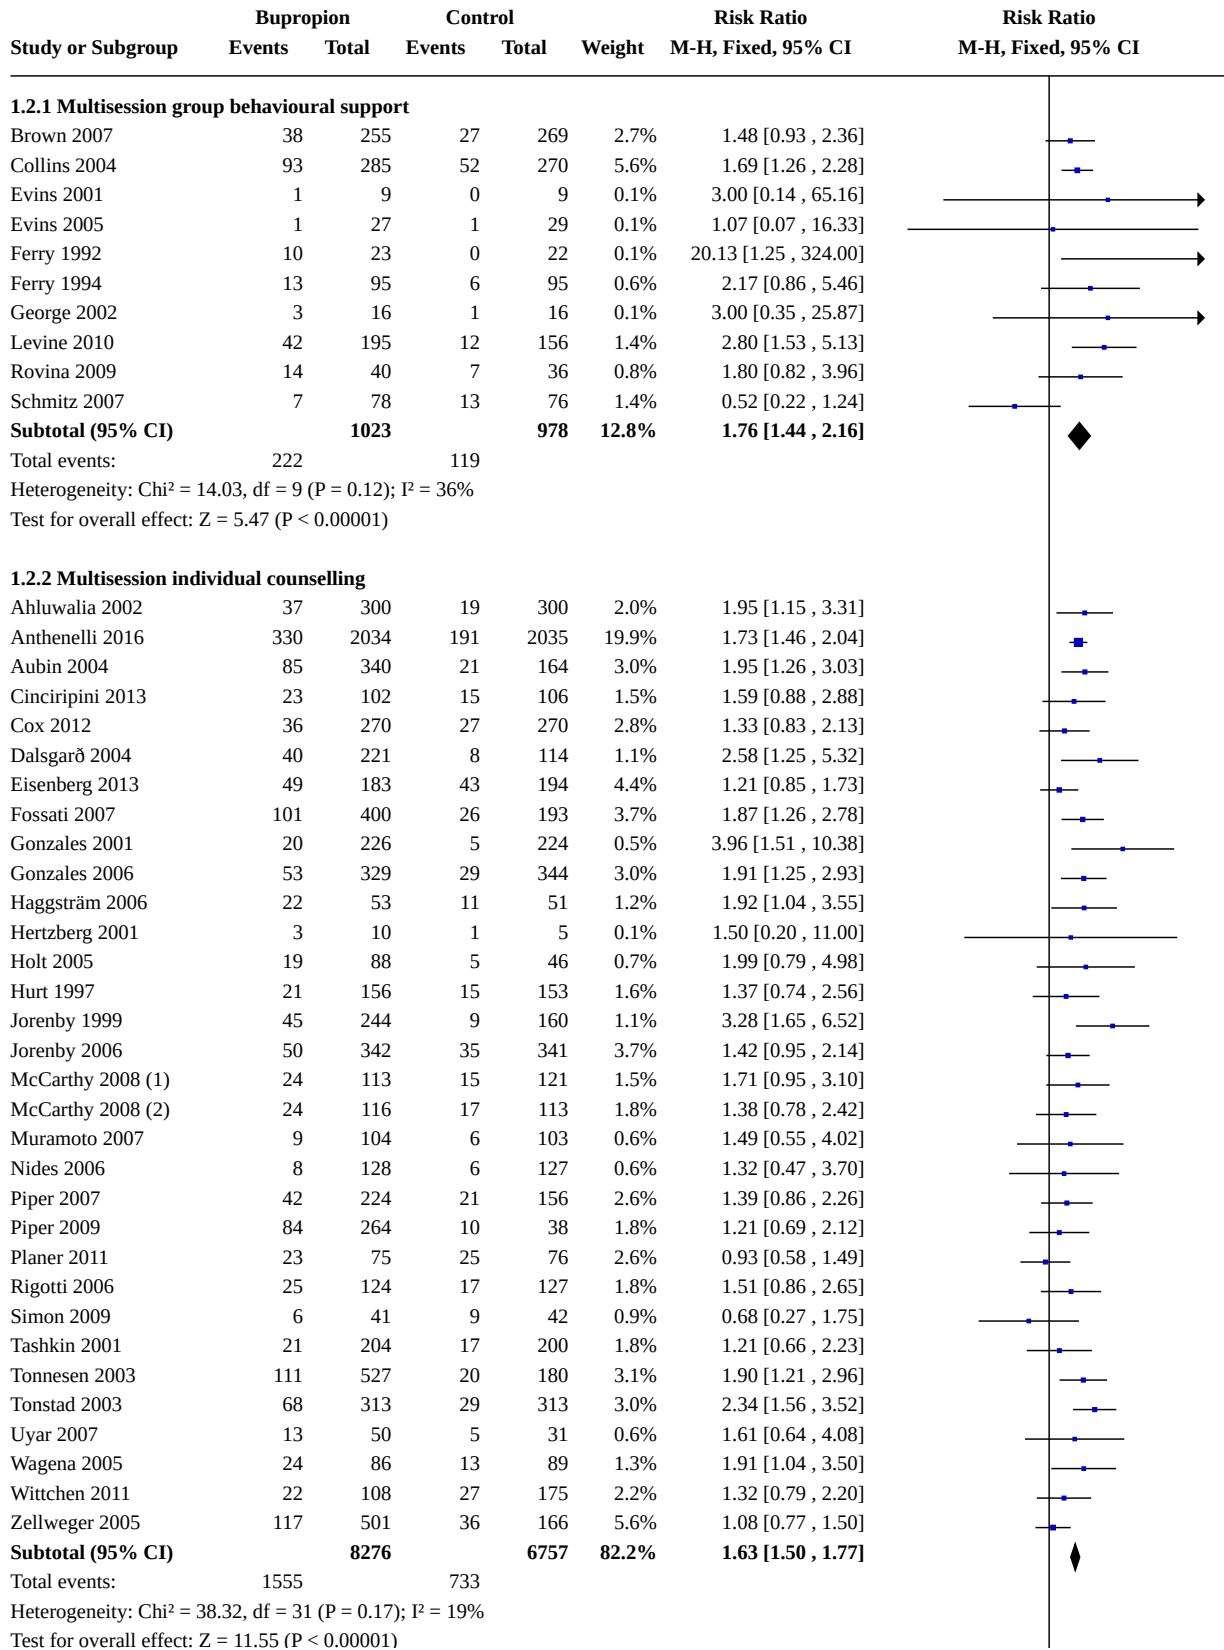 Bupropion Control Risk Ratio Risk Ratio
Study or Subgroup Events Total Events Total Weight M-H, Fixed, 95% CI M-H, Fixed, 95% CI
1.2.1 Multisession group behavioural support
Brown 2007 38 255 27 269 2.7% 1.48 [0.93 , 2.36]
Collins 2004 93 285 52 270 5.6% 1.69 [1.26 , 2.28]
Evins 2001 1 9 0 9 0.1% 3.00 [0.14 , 65.16]
Evins 2005 1 27 1 29 0.1% 1.07 [0.07 , 16.33]
Ferry 1992 10 23 0 22 0.1% 20.13 [1.25 , 324.00]
Ferry 1994 13 95 6 95 0.6% 2.17 [0.86 , 5.46]
George 2002 3 16 1 16 0.1% 3.00 [0.35 , 25.87]
Levine 2010 42 195 12 156 1.4% 2.80 [1.53 , 5.13]
Rovina 2009 14 40 7 36 0.8% 1.80 [0.82 , 3.96]
Schmitz 2007 7 78 13 76 1.4% 0.52 [0.22 , 1.24]
Subtotal (95% CI) 1023 978 12.8% 1.76 [1.44 , 2.16]
Total events: 222 119
Heterogeneity: Chi² = 14.03, df = 9 (P = 0.12); I² = 36%
Test for overall effect: Z = 5.47 (P < 0.00001)
1.2.2 Multisession individual counselling
Ahluwalia 2002 37 300 19 300 2.0% 1.95 [1.15 , 3.31]
Anthenelli 2016 330 2034 191 2035 19.9% 1.73 [1.46 , 2.04]
Aubin 2004 85 340 21 164 3.0% 1.95 [1.26 , 3.03]
Cinciripini 2013 23 102 15 106 1.5% 1.59 [0.88 , 2.88]
Cox 2012 36 270 27 270 2.8% 1.33 [0.83 , 2.13]
Dalsgarð 2004 40 221 8 114 1.1% 2.58 [1.25 , 5.32]
Eisenberg 2013 49 183 43 194 4.4% 1.21 [0.85 , 1.73]
Fossati 2007 101 400 26 193 3.7% 1.87 [1.26 , 2.78]
Gonzales 2001 20 226 5 224 0.5% 3.96 [1.51 , 10.38]
Gonzales 2006 53 329 29 344 3.0% 1.91 [1.25 , 2.93]
Haggsträm 2006 22 53 11 51 1.2% 1.92 [1.04 , 3.55]
Hertzberg 2001 3 10 1 5 0.1% 1.50 [0.20 , 11.00]
Holt 2005 19 88 5 46 0.7% 1.99 [0.79 , 4.98]
Hurt 1997 21 156 15 153 1.6% 1.37 [0.74 , 2.56]
Jorenby 1999 45 244 9 160 1.1% 3.28 [1.65 , 6.52]
Jorenby 2006 50 342 35 341 3.7% 1.42 [0.95 , 2.14]
McCarthy 2008 (1) 24 113 15 121 1.5% 1.71 [0.95 , 3.10]
McCarthy 2008 (2) 24 116 17 113 1.8% 1.38 [0.78 , 2.42]
Muramoto 2007 9 104 6 103 0.6% 1.49 [0.55 , 4.02]
Nides 2006 8 128 6 127 0.6% 1.32 [0.47 , 3.70]
Piper 2007 42 224 21 156 2.6% 1.39 [0.86 , 2.26]
Piper 2009 84 264 10 38 1.8% 1.21 [0.69 , 2.12]
Planer 2011 23 75 25 76 2.6% 0.93 [0.58 , 1.49]
Rigotti 2006 25 124 17 127 1.8% 1.51 [0.86 , 2.65]
Simon 2009 6 41 9 42 0.9% 0.68 [0.27 , 1.75]
Tashkin 2001 21 204 17 200 1.8% 1.21 [0.66 , 2.23]
Tonnesen 2003 111 527 20 180 3.1% 1.90 [1.21 , 2.96]
Tonstad 2003 68 313 29 313 3.0% 2.34 [1.56 , 3.52]
Uyar 2007 13 50 5 31 0.6% 1.61 [0.64 , 4.08]
Wagena 2005 24 86 13 89 1.3% 1.91 [1.04 , 3.50]
Wittchen 2011 22 108 27 175 2.2% 1.32 [0.79 , 2.20]
Zellweger 2005 117 501 36 166 5.6% 1.08 [0.77 , 1.50]
Subtotal (95% CI) 8276 6757 82.2% 1.63 [1.50 , 1.77]
Total events: 1555 733
Heterogeneity: Chi² = 38.32, df = 31 (P = 0.17); I² = 19%
Test for overall effect: Z = 11.55 (P < 0.00001)